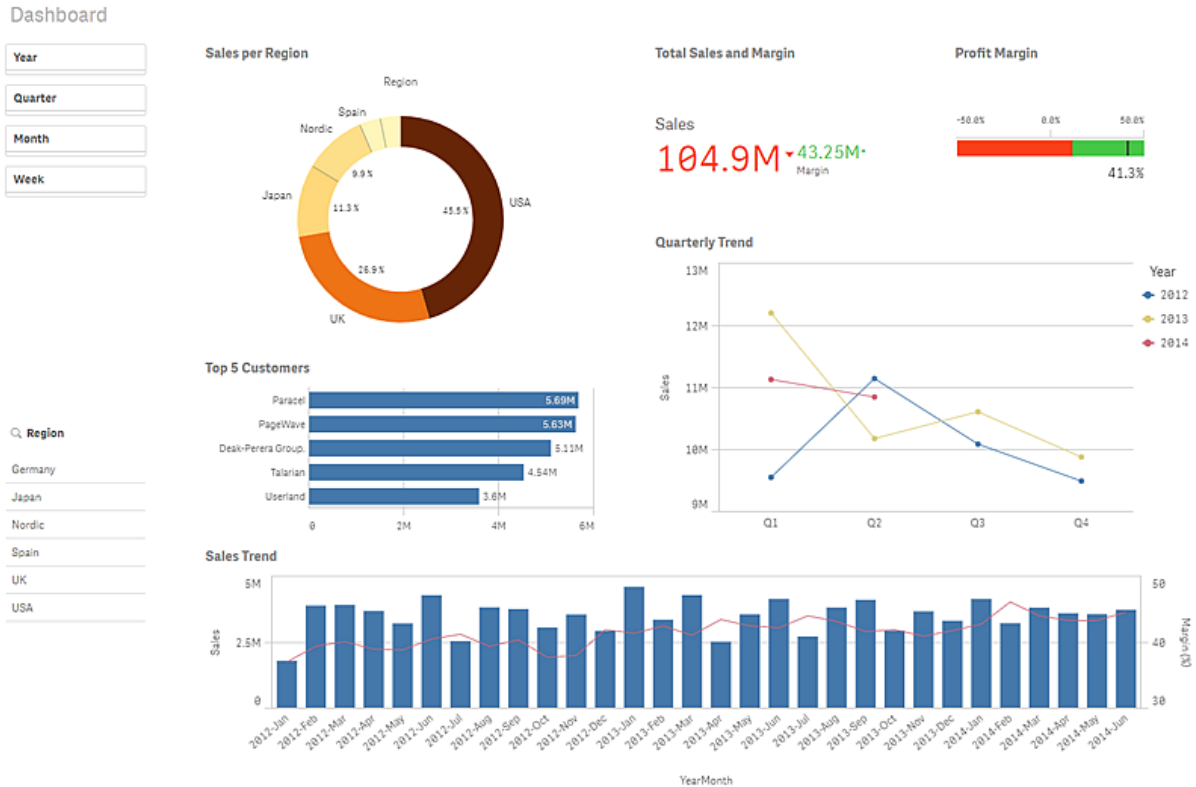 Dashboard
Year
Quarter
Month
Week
Region
Germany
Japan
Nordic
Spain
UK
USA
Sales per Region
Region
Spain
Nordic
Japan
UK
USA
9.9%
11.3%
26.9%
45.5%
Total Sales and Margin
Sales
104.9M
43.25M
Margin
Profit Margin
-50.0% 0.0% 50.0%
41.3%
Top 5 Customers
Paracel 5.69M
PageWave 5.63M
Deak-Perera Group. 5.11M
Talarian 4.54M
Userland 3.6M
0 2M 4M 6M
Quarterly Trend
13M
12M
11M
10M
9M
Sales
Q1 Q2 Q3 Q4
Year
2012
2013
2014
Sales Trend
5M
2.5M
0
Sales
50
40
30
Margin (%)
2012-Jan 2012-Feb 2012-Mar 2012-Apr 2012-May 2012-Jun 2012-Jul 2012-Aug 2012-Sep 2012-Oct 2012-Nov 2012-Dec 2013-Jan 2013-Feb 2013-Mar 2013-Apr 2013-May 2013-Jun 2013-Jul 2013-Aug 2013-Sep 2013-Oct 2013-Nov 2013-Dec 2014-Jan 2014-Feb 2014-Mar 2014-Apr 2014-May 2014-Jun
YearMonth